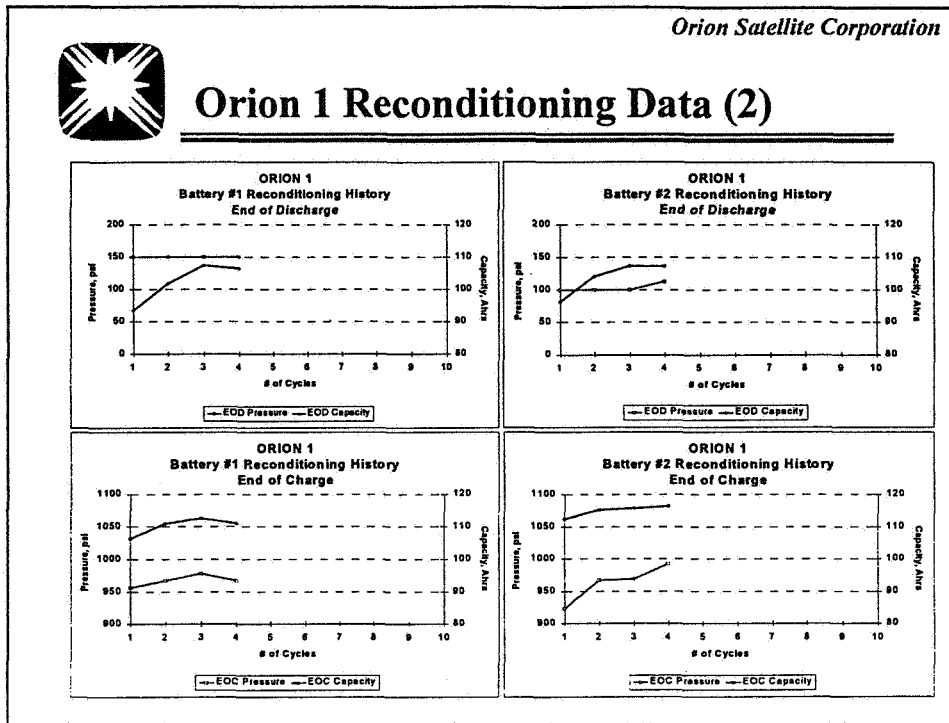 Orion Satellite Corporation
Orion 1 Reconditioning Data (2)
ORION 1
Battery #1 Reconditioning History
End of Discharge
200
150
100
50
0
Pressure, psi
120
110
100
90
80
Capacity, Ahrs
1 2 3 4 5 6 7 8 9 10
# of Cycles
EOD Pressure EOD Capacity
ORION 1
Battery #2 Reconditioning History
End of Discharge
200
150
100
50
0
Pressure, psi
120
110
100
90
80
Capacity, Ahrs
1 2 3 4 5 6 7 8 9 10
# of Cycles
EOD Pressure EOD Capacity
ORION 1
Battery #1 Reconditioning History
End of Charge
1100
1050
1000
950
900
Pressure, psi
120
110
100
90
80
Capacity, Ahrs
1 2 3 4 5 6 7 8 9 10
# of Cycles
EOC Pressure EOC Capacity
ORION 1
Battery #2 Reconditioning History
End of Charge
1100
1050
1000
950
900
Pressure, psi
120
110
100
90
80
Capacity, Ahrs
1 2 3 4 5 6 7 8 9 10
# of Cycles
EOC Pressure EOC Capacity